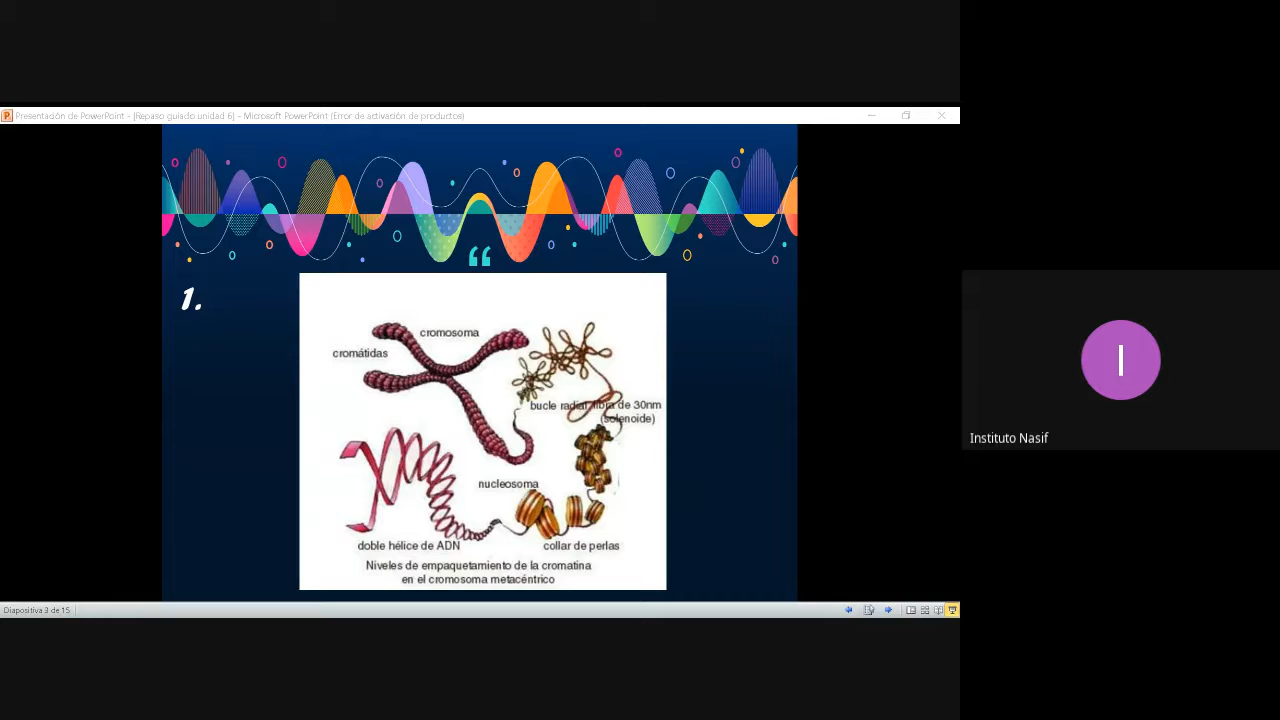 Presentación de PowerPoint - [Repaso guiado unidad 6] - Microsoft PowerPoint (Error de activación de productos)
“
1.
cromosoma
cromátidas
bucle radial
fibra de 30nm
(solenoide)
nucleosoma
doble hélice de ADN
collar de perlas
Niveles de empaquetamiento de la cromatina
en el cromosoma metacéntrico
I
Instituto Nasif
Diapositiva 3 de 15